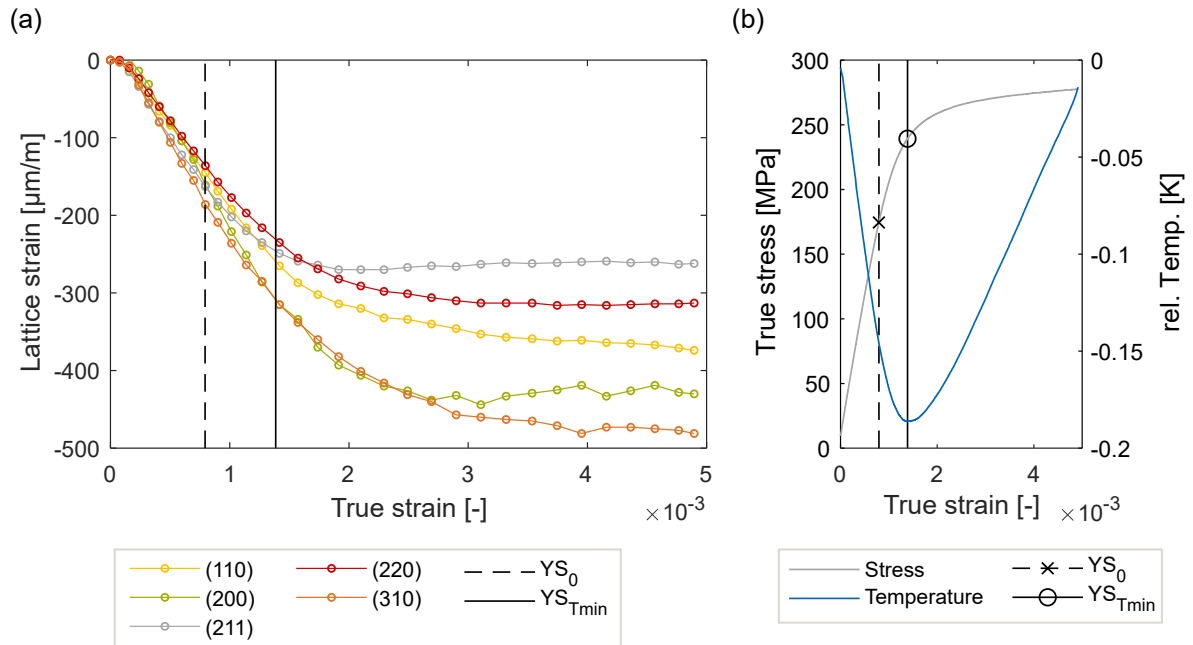 (a)
0
-100
-200
-300
-400
-500
Lattice strain [µm/m]
0 1 2 3 4 5
True strain [-]
×10⁻³
(110)
(200)
(211)
(220)
(310)
YS₀
YS_Tmin
(b)
300
250
200
150
100
50
0
True stress [MPa]
0
-0.05
-0.1
-0.15
-0.2
rel. Temp. [K]
0 2 4
True strain [-]
×10⁻³
Stress
Temperature
YS₀
YS_Tmin